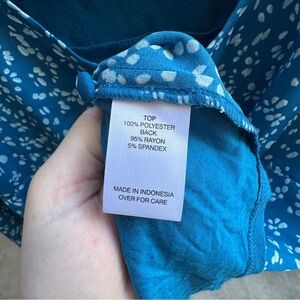 TOP
100% POLYESTER
BACK
95% RAYON
5% SPANDEX
MADE IN INDONESIA
OVER FOR CARE